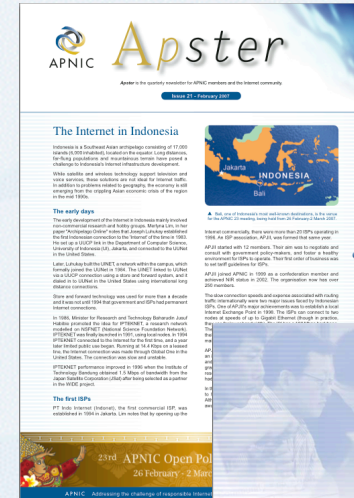 APNIC
Apster
Apster is the quarterly newsletter for APNIC members and the Internet community.
Issue 21 - February 2007
The Internet in Indonesia
Indonesia is a Southeast Asian archipelago consisting of 17,000
islands (6,000 inhabited), located on the equator. Long distances,
far-flung populations and mountainous terrain have posed a
challenge to Indonesia's Internet infrastructure development.
While satellite and wireless technology support television and
voice services, these solutions are not ideal for Internet traffic.
In addition to problems related to geography, the economy is still
emerging from the crippling Asian economic crisis of the region
in the mid 1990s.
The early days
The early development of the Internet in Indonesia mainly involved
non-commercial research and hobby groups. Merlyna Lim, in her
paper "Archipelago Online" notes that Joseph Luhukay established
the first Indonesian connection to the Internet. At the time in 1983,
he set up a UUCP link in the Department of Computer Science,
University of Indonesia (UI), Jakarta, and connected to the UUNet
in the United States.
Later, Luhukay built the UINET, a network within the campus, which
formally joined the UUNet in 1984. The UINET linked to UUNet
via a UUCP connection using a store and forward system, and it
dialed in to UUNet in the United States using international long
distance connections.
Store and forward technology was used for more than a decade
and it was not until 1994 that government and ISPs had permanent
Internet connections.
In 1986, Minister for Research and Technology Baharudin Jusuf
Habibie promoted the idea for IPTEKNET, a research network
modelled on NSFNET (National Science Foundation Network).
IPTEKNET was finally launched in 1991, using local nodes. In 1994
IPTEKNET connected to the Internet for the first time, and a year
later limited public use began. Running at 14.4 Kbps on a leased
line, the Internet connection was made through Global One in the
United States. The connection was slow and unstable.
IPTEKNET performance improved in 1996 when the Institute of
Technology Bandung obtained 1.5 Mbps of bandwidth from the
Japan Satellite Corporation (JSat) after being selected as a partner
in the WIDE project.
The first ISPs
PT Indo Internet (Indonet), the first commercial ISP, was
established in 1994 in Jakarta. Lim notes that by opening up the
Jakarta
INDONESIA
Bali
Bali, one of Indonesia's most well known destinations, is the venue
for the APNIC 23 meeting, being held from 26 February-2 March 2007.
Internet commercially, there were more than 20 ISPs operating in
1996. An ISP association, APJII, was formed that same year.
APJII started with 12 members. Their aim was to negotiate and
consult with government policy-makers, and foster a healthy
environment for ISPs to operate. Their first order of business was
to set tariff guidelines for ISPs.
APJII joined APNIC in 1999 as a confederation member and
achieved NIR status in 2002. The organisation now has over
200 members.
The slow connection speeds and expense associated with routing
traffic internationally were two major issues faced by Indonesian
ISPs. One of APJII's major achievements was to establish a local
Internet Exchange Point in 1998. The ISPs can connect to two
nodes at speeds of up to Gigabit Ethernet (though in practice,
23rd APNIC Open Pol
26 February - 2 Marc
APNIC Addressing the challenge of responsible Internet